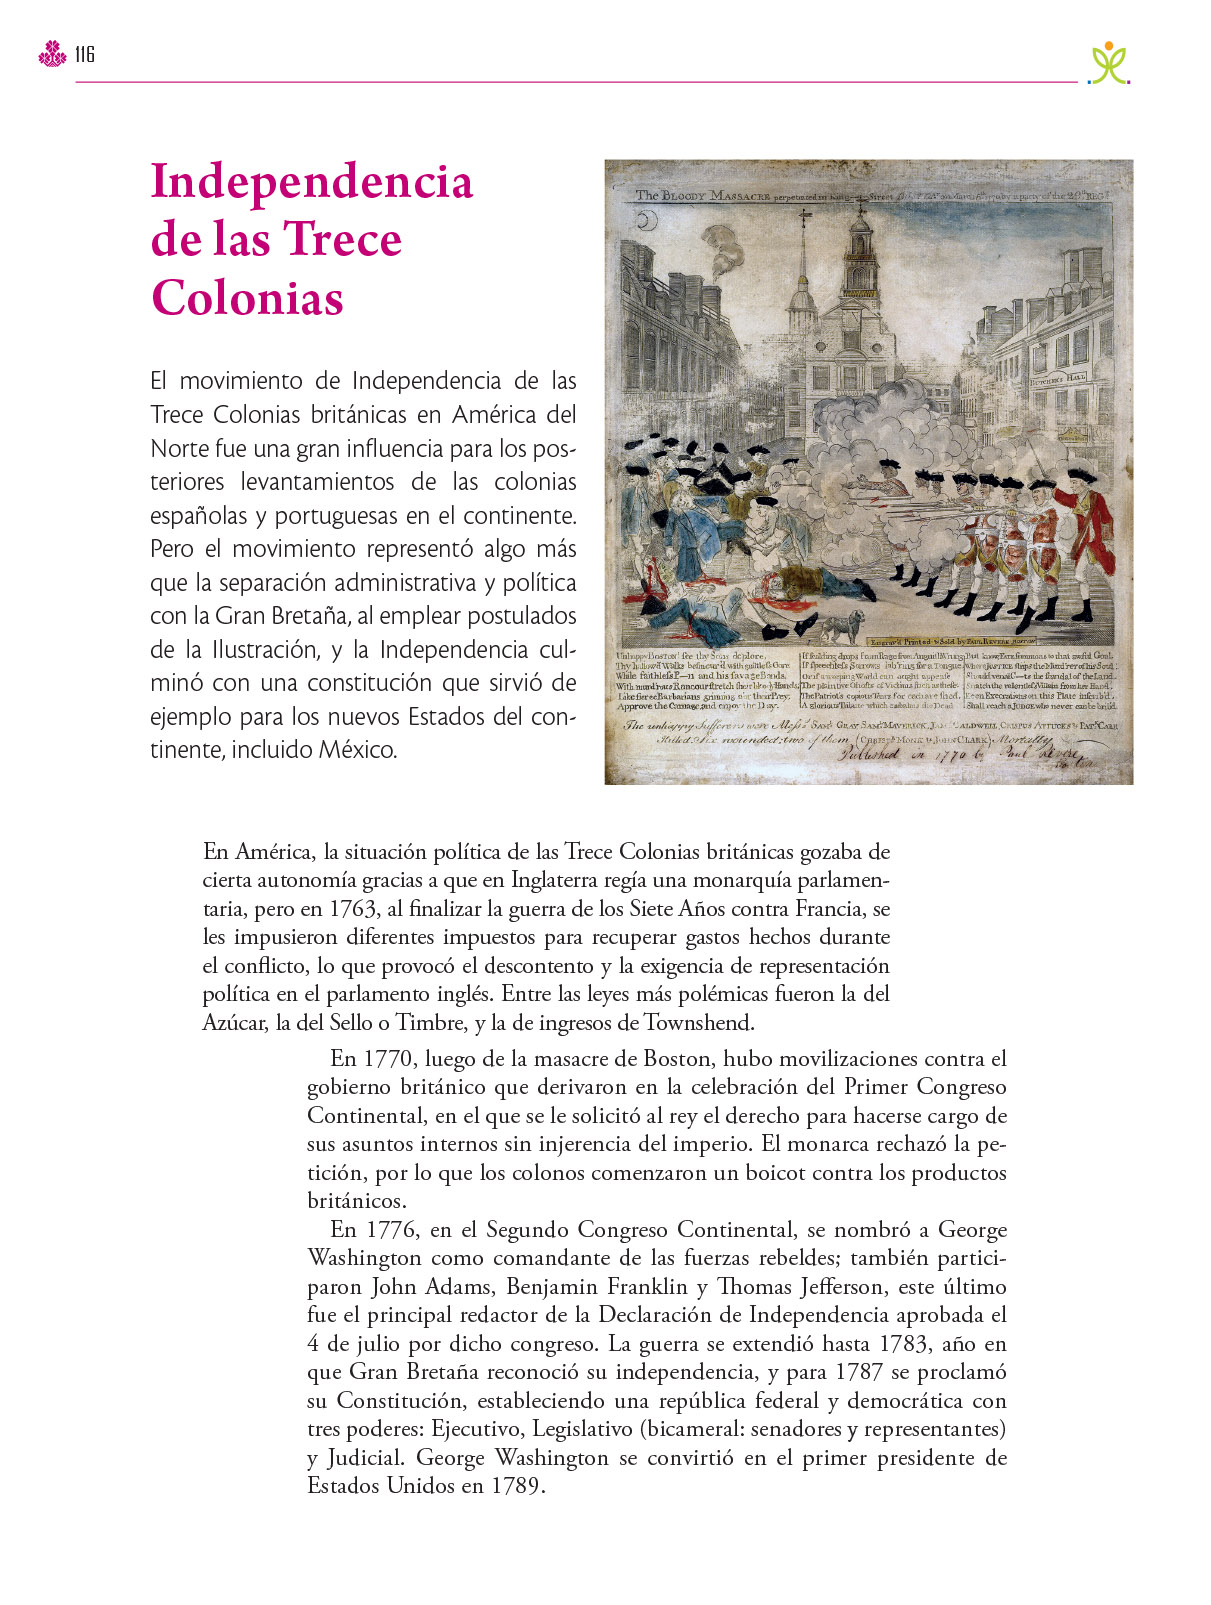 116
Independencia
de las Trece
Colonias
El movimiento de Independencia de las
Trece Colonias británicas en América del
Norte fue una gran influencia para los pos-
teriores levantamientos de las colonias
españolas y portuguesas en el continente.
Pero el movimiento representó algo más
que la separación administrativa y política
con la Gran Bretaña, al emplear postulados
de la Ilustración, y la Independencia cul-
minó con una constitución que sirvió de
ejemplo para los nuevos Estados del con-
tinente, incluido México.
The BLOODY MASSACRE perpetrated in King Street party of the 29th REGt
BUTCHER'S HALL
Engrav'd Printed & Sold by PAUL REVERE BOSTON
Unhappy BOSTON! see thy Sons deplore,
Thy hallow'd Walks besmear'd with guiltless Gore
While faithless P—n and his savage Bands,
With murd'rous Rancour stretch their bloody Hands,
Like fierce Barbarians grinning o'er their Prey,
Approve the Carnage and enjoy the Day.
If scalding drops from Rage from Anguish Wrung
If speechless Sorrows lab'ring for a Tongue
Or if a weeping World can ought appease
The plaintive Ghosts of Victims such as these;
The Patriot's copious Tears for each are shed,
A glorious Tribute which embalms the Dead
But know, FATE summons to that awful Goal,
Where JUSTICE strips the Murd'rer of his Soul:
Should venal C—ts the scandal of the Land,
Snatch the relentless Villain from her Hand,
Keen Execrations on this Plate inscrib'd,
Shall reach a JUDGE who never can be brib'd.
The unhappy Sufferers were Messrs SAML GRAY SAML MAVERICK, CALDWELL CRISPUS ATTUCKS & PATK CARR
Killed. Six wounded; two of them (CHRISTR MONK & JOHN CLARK) Mortally
Published in 1770 by Paul Revere
Boston
En América, la situación política de las Trece Colonias británicas gozaba de
cierta autonomía gracias a que en Inglaterra regía una monarquía parlamen-
taria, pero en 1763, al finalizar la guerra de los Siete Años contra Francia, se
les impusieron diferentes impuestos para recuperar gastos hechos durante
el conflicto, lo que provocó el descontento y la exigencia de representación
política en el parlamento inglés. Entre las leyes más polémicas fueron la del
Azúcar, la del Sello o Timbre, y la de ingresos de Townshend.
En 1770, luego de la masacre de Boston, hubo movilizaciones contra el
gobierno británico que derivaron en la celebración del Primer Congreso
Continental, en el que se le solicitó al rey el derecho para hacerse cargo de
sus asuntos internos sin injerencia del imperio. El monarca rechazó la pe-
tición, por lo que los colonos comenzaron un boicot contra los productos
británicos.
En 1776, en el Segundo Congreso Continental, se nombró a George
Washington como comandante de las fuerzas rebeldes; también partici-
paron John Adams, Benjamin Franklin y Thomas Jefferson, este último
fue el principal redactor de la Declaración de Independencia aprobada el
4 de julio por dicho congreso. La guerra se extendió hasta 1783, año en
que Gran Bretaña reconoció su independencia, y para 1787 se proclamó
su Constitución, estableciendo una república federal y democrática con
tres poderes: Ejecutivo, Legislativo (bicameral: senadores y representantes)
y Judicial. George Washington se convirtió en el primer presidente de
Estados Unidos en 1789.